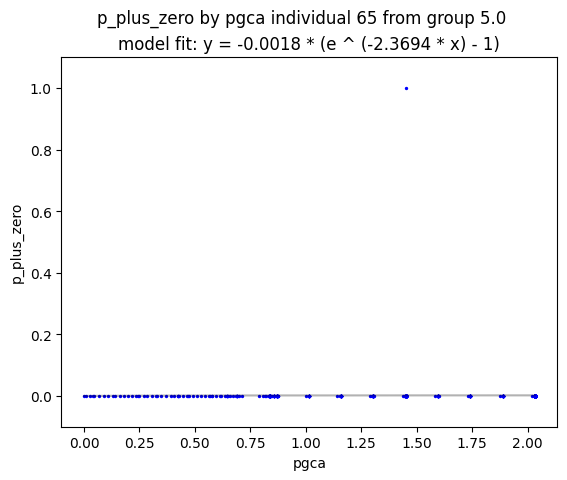 p_plus_zero by pgca individual 65 from group 5.0
model fit: y = -0.0018 * (e ^ (-2.3694 * x) - 1)
1.0
0.8
0.6
0.4
0.2
0.0
p_plus_zero
0.00 0.25 0.50 0.75 1.00 1.25 1.50 1.75 2.00
pgca